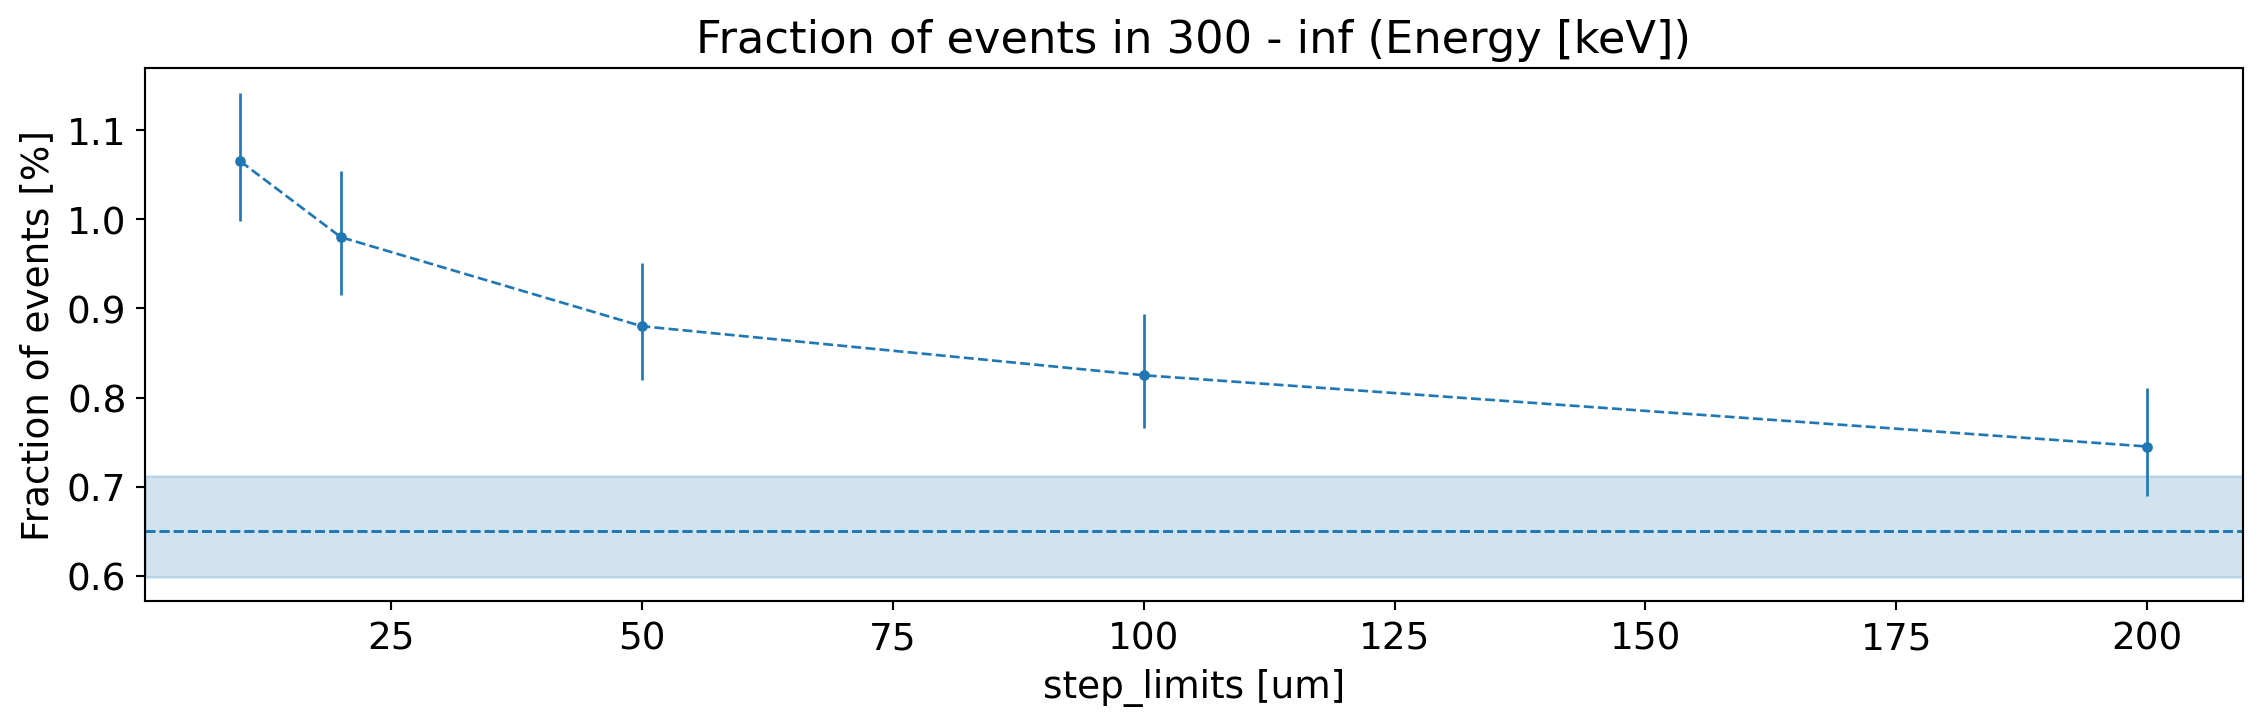 Fraction of events in 300 - inf (Energy [keV])
Fraction of events [%]
1.1
1.0
0.9
0.8
0.7
0.6
25 50 75 100 125 150 175 200
step_limits [um]